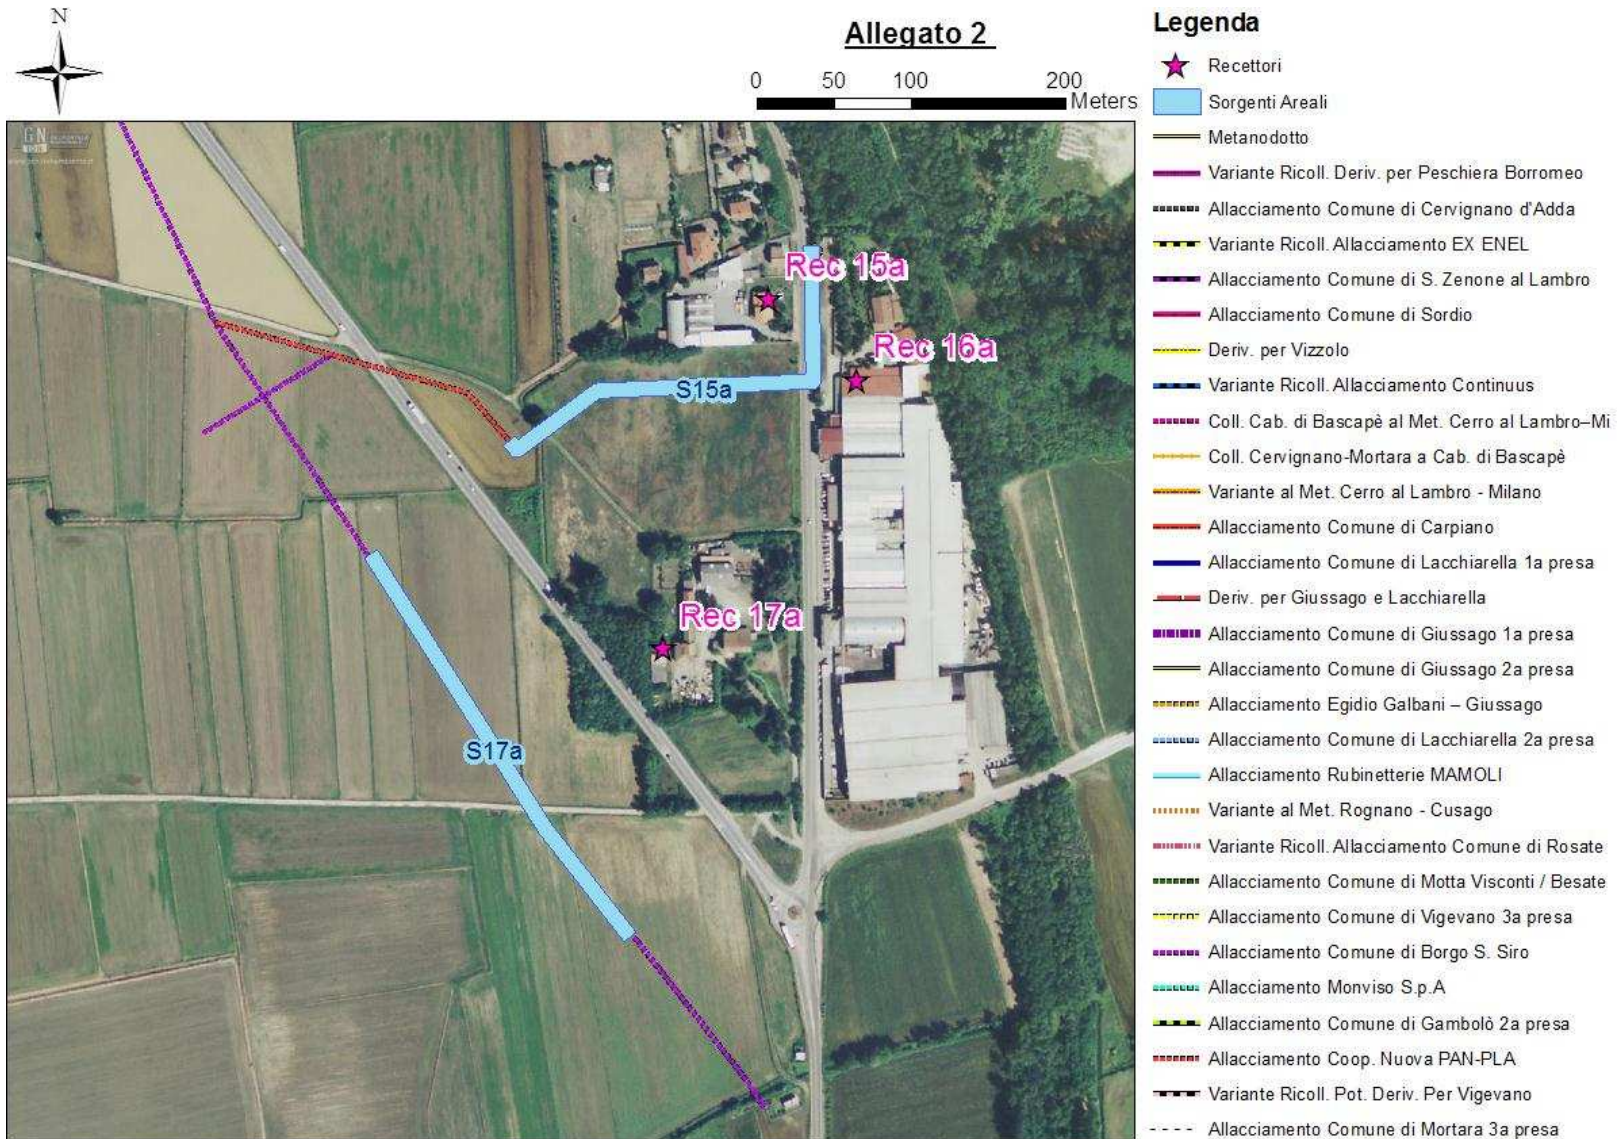 N
Allegato 2
0 50 100 200
Meters
GN
Rec 15a
Rec 16a
S15a
Rec 17a
S17a
Legenda
Recettori
Sorgenti Areali
Metanodotto
Variante Ricoll. Deriv. per Peschiera Borromeo
Allacciamento Comune di Cervignano d'Adda
Variante Ricoll. Allacciamento EX ENEL
Allacciamento Comune di S. Zenone al Lambro
Allacciamento Comune di Sordio
Deriv. per Vizzolo
Variante Ricoll. Allacciamento Continuus
Coll. Cab. di Bascapè al Met. Cerro al Lambro–Mi
Coll. Cervignano-Mortara a Cab. di Bascapè
Variante al Met. Cerro al Lambro - Milano
Allacciamento Comune di Carpiano
Allacciamento Comune di Lacchiarella 1a presa
Deriv. per Giussago e Lacchiarella
Allacciamento Comune di Giussago 1a presa
Allacciamento Comune di Giussago 2a presa
Allacciamento Egidio Galbani – Giussago
Allacciamento Comune di Lacchiarella 2a presa
Allacciamento Rubinetterie MAMOLI
Variante al Met. Rognano - Cusago
Variante Ricoll. Allacciamento Comune di Rosate
Allacciamento Comune di Motta Visconti / Besate
Allacciamento Comune di Vigevano 3a presa
Allacciamento Comune di Borgo S. Siro
Allacciamento Monviso S.p.A
Allacciamento Comune di Gambolò 2a presa
Allacciamento Coop. Nuova PAN-PLA
Variante Ricoll. Pot. Deriv. Per Vigevano
Allacciamento Comune di Mortara 3a presa